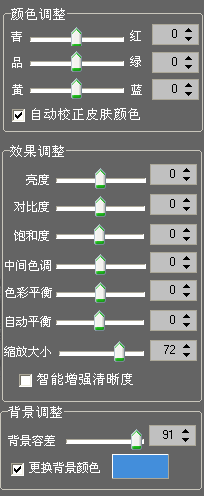 颜色调整
青 红 0
品 绿 0
黄 蓝 0
自动校正皮肤颜色
效果调整
亮度 0
对比度 0
饱和度 0
中间色调 0
色彩平衡 0
自动平衡 0
缩放大小 72
智能增强清晰度
背景调整
背景容差 91
更换背景颜色